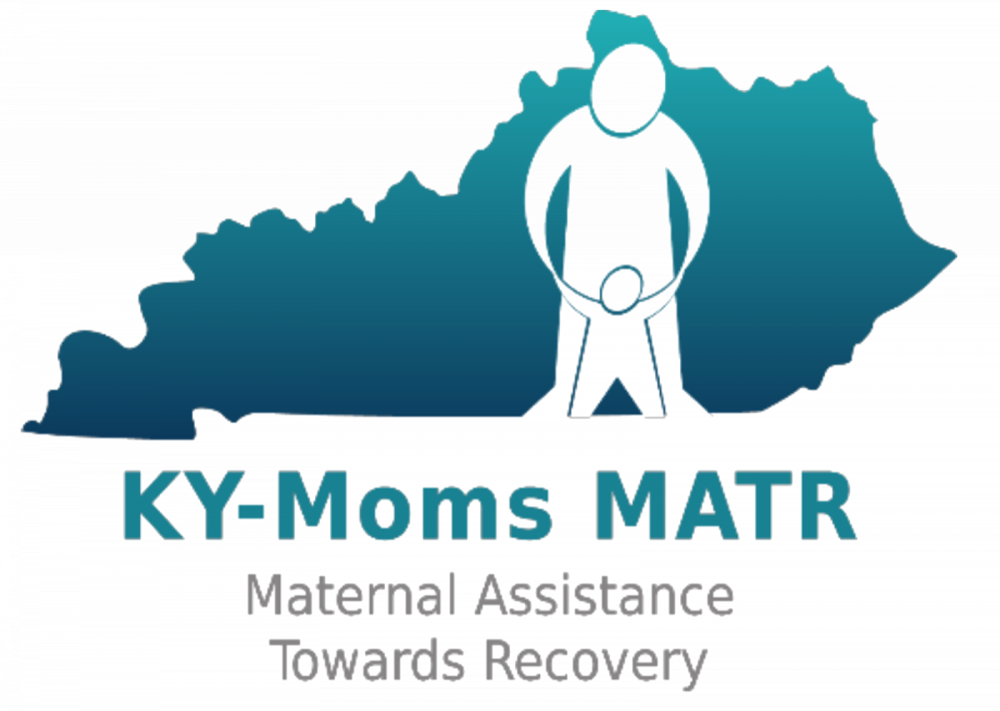 KY-Moms MATR
Maternal Assistance
Towards Recovery